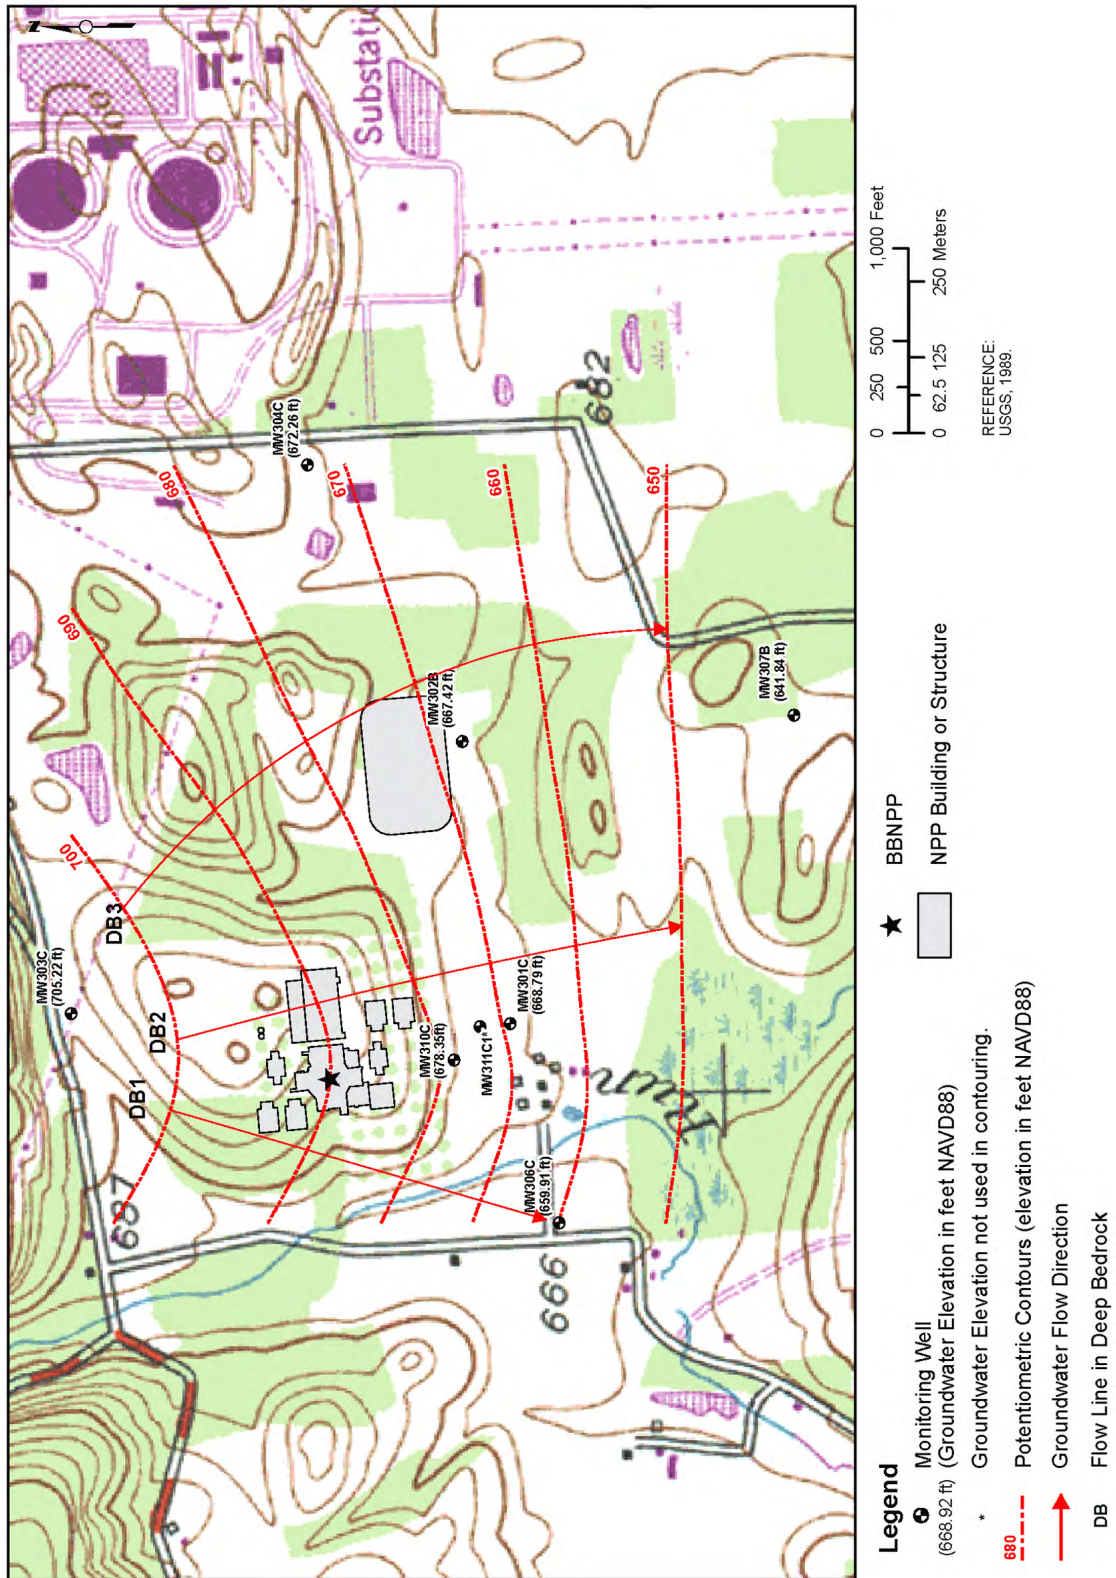 N
Substati
MW304C
(672.26 ft)
680
670
660
650
682
690
MW302B
(667.42 ft)
MW307B
(641.84 ft)
700
DB3
MW303C
(705.22 ft)
DB2
DB1
MW310C
(678.35ft)
MW311C1*
MW301C
(668.79 ft)
687
Run
MW306C
(659.91 ft)
666
Legend
Monitoring Well
(668.92 ft) (Groundwater Elevation in feet NAVD88)
* Groundwater Elevation not used in contouring.
680 Potentiometric Contours (elevation in feet NAVD88)
Groundwater Flow Direction
DB Flow Line in Deep Bedrock
BBNPP
NPP Building or Structure
0 250 500 1,000 Feet
0 62.5 125 250 Meters
REFERENCE:
USGS, 1989.